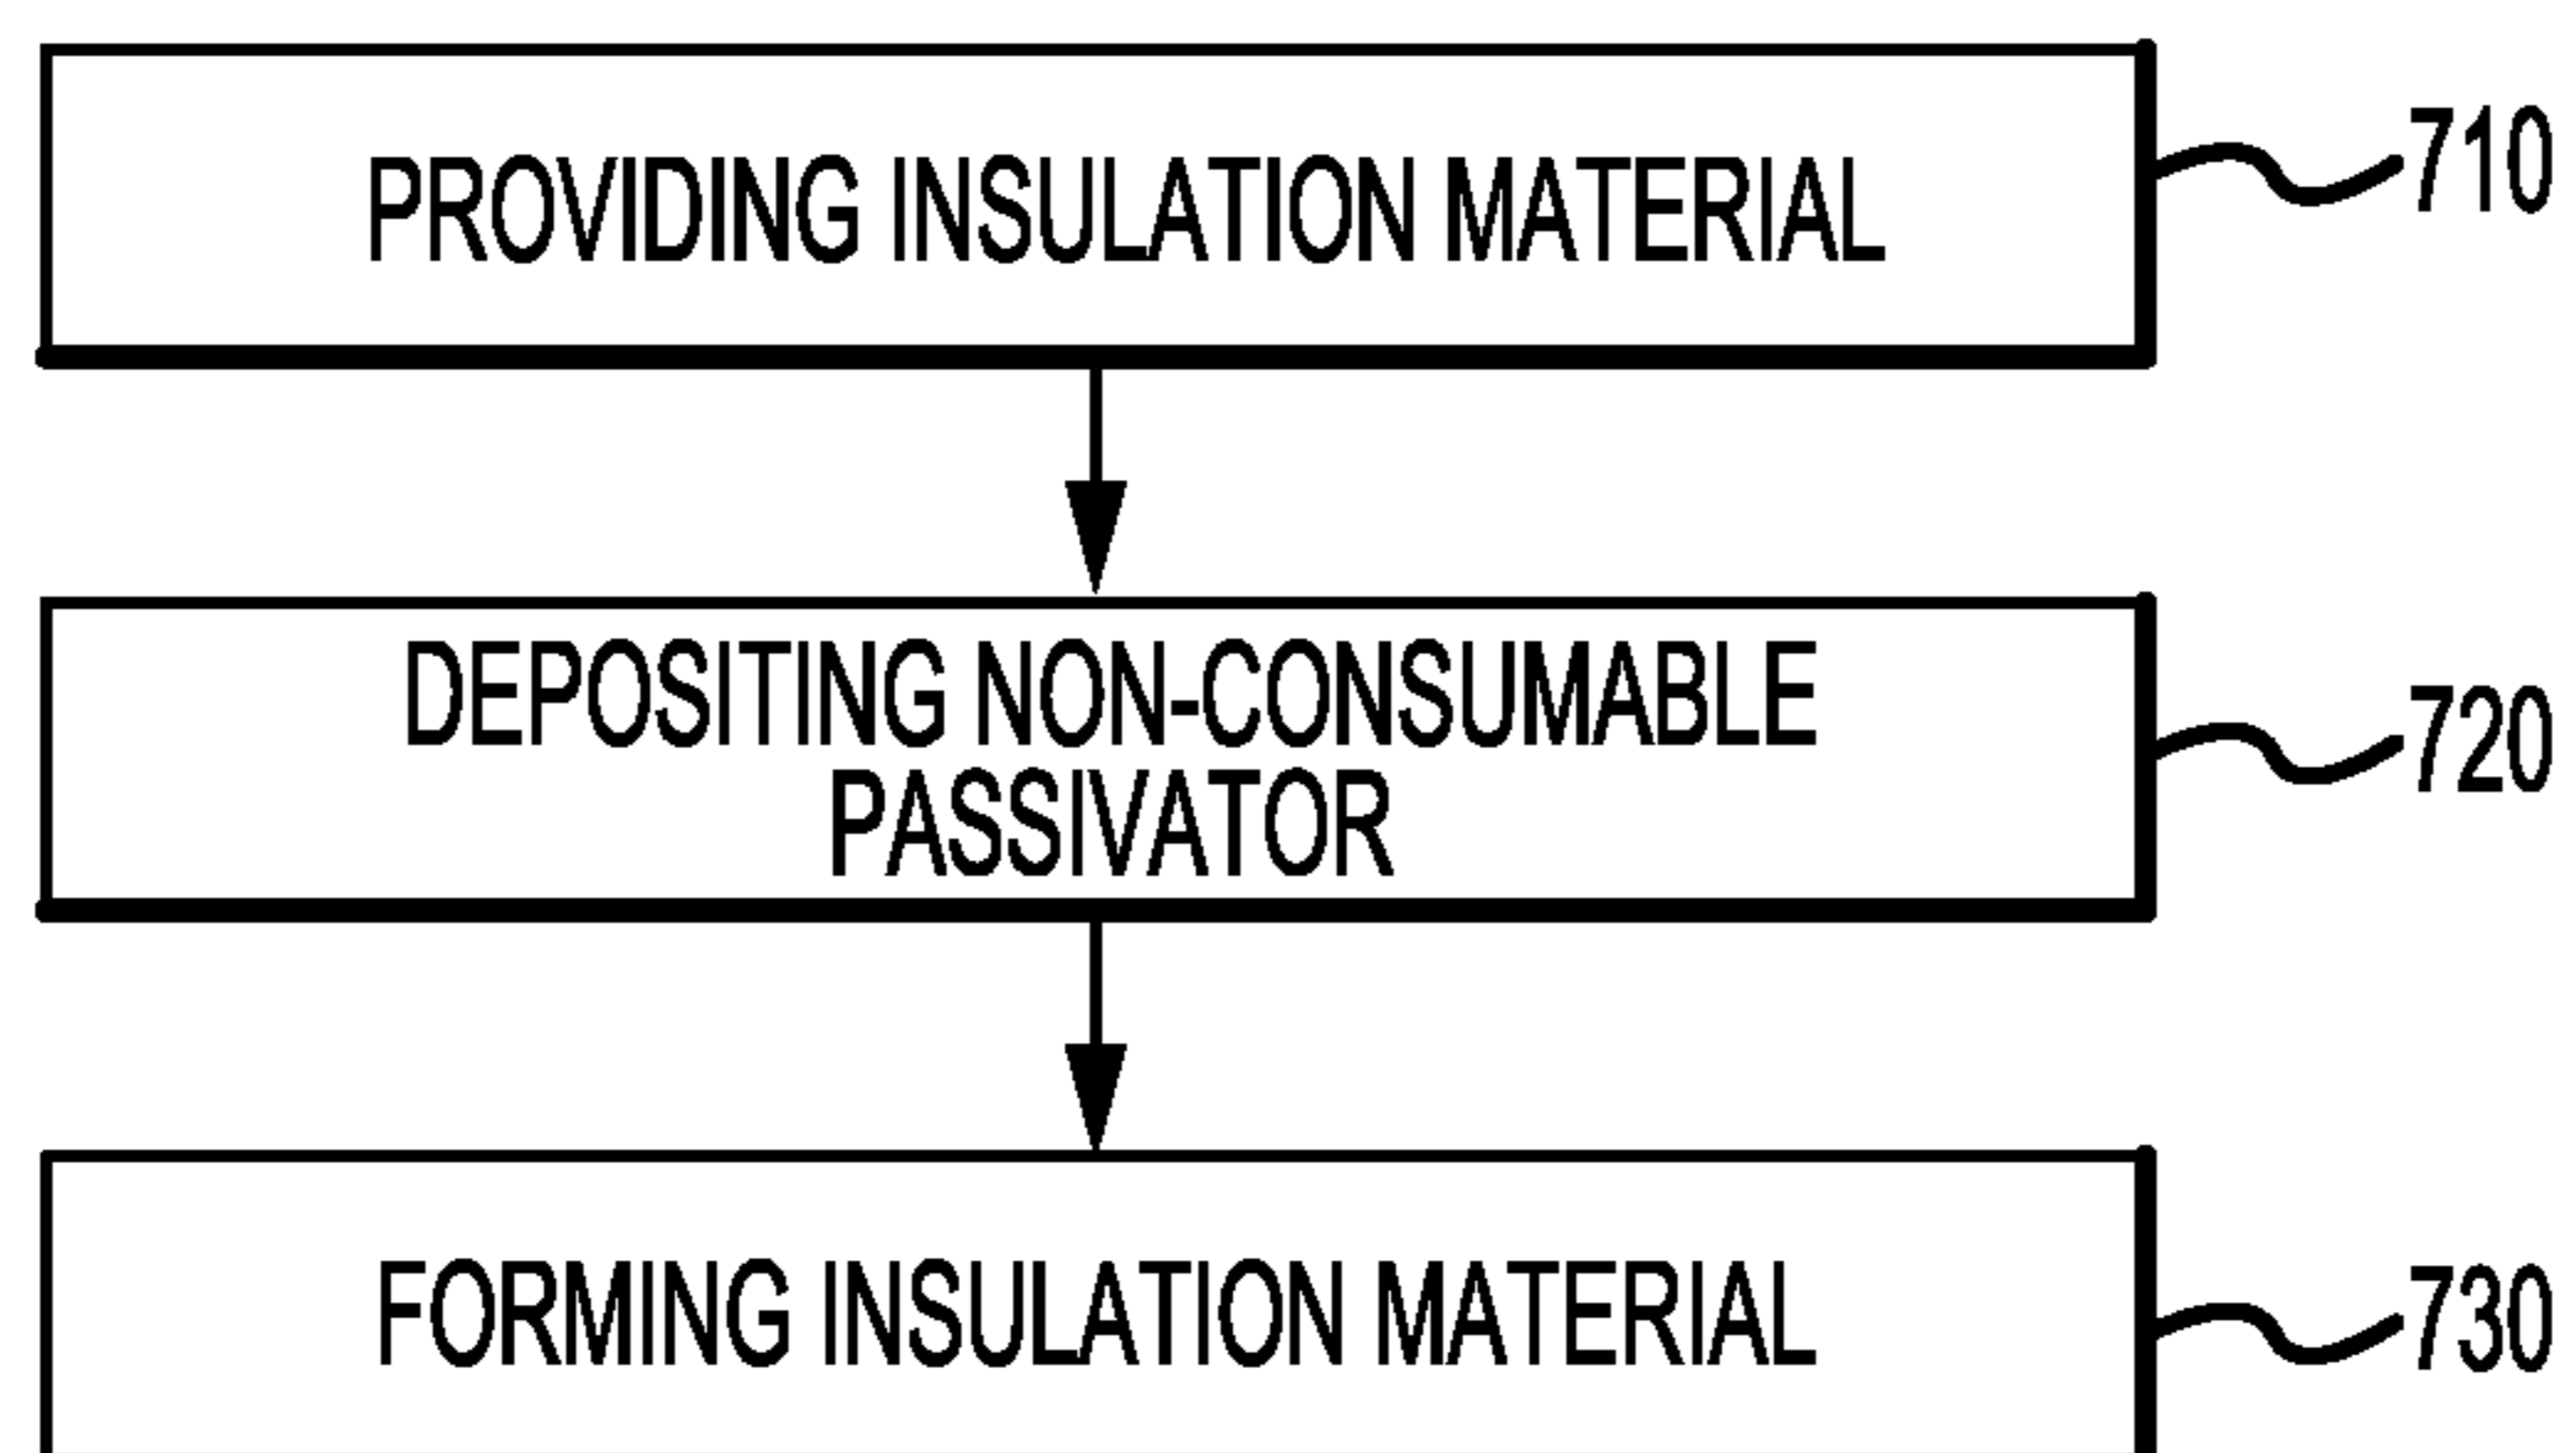 PROVIDING INSULATION MATERIAL
710
DEPOSITING NON-CONSUMABLE
PASSIVATOR
720
FORMING INSULATION MATERIAL
730